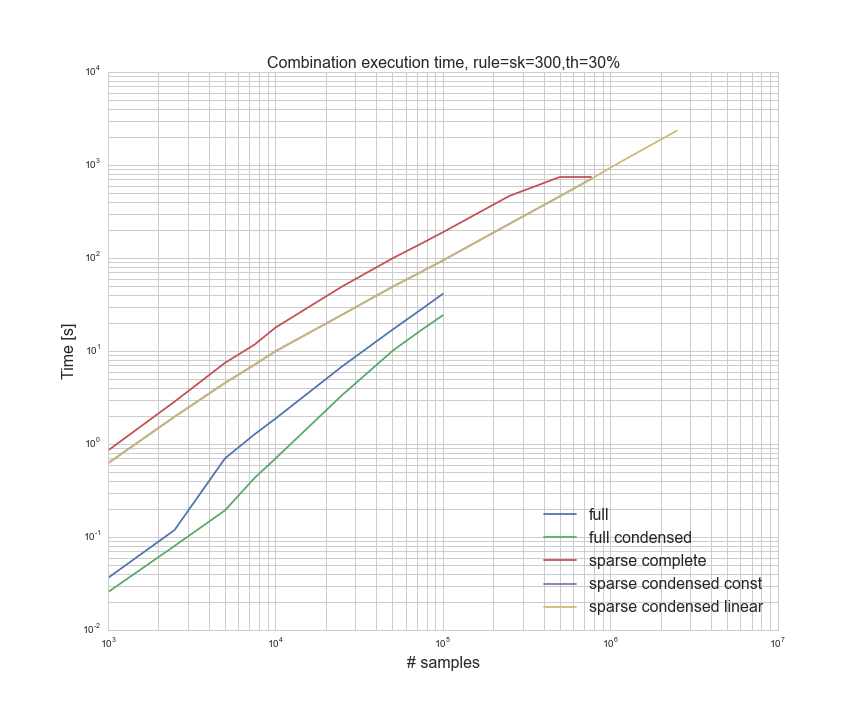 Combination execution time, rule=sk=300,th=30%
10^4
10^3
10^2
10^1
10^0
10^-1
10^-2
Time [s]
full
full condensed
sparse complete
sparse condensed const
sparse condensed linear
10^3 10^4 10^5 10^6 10^7
# samples